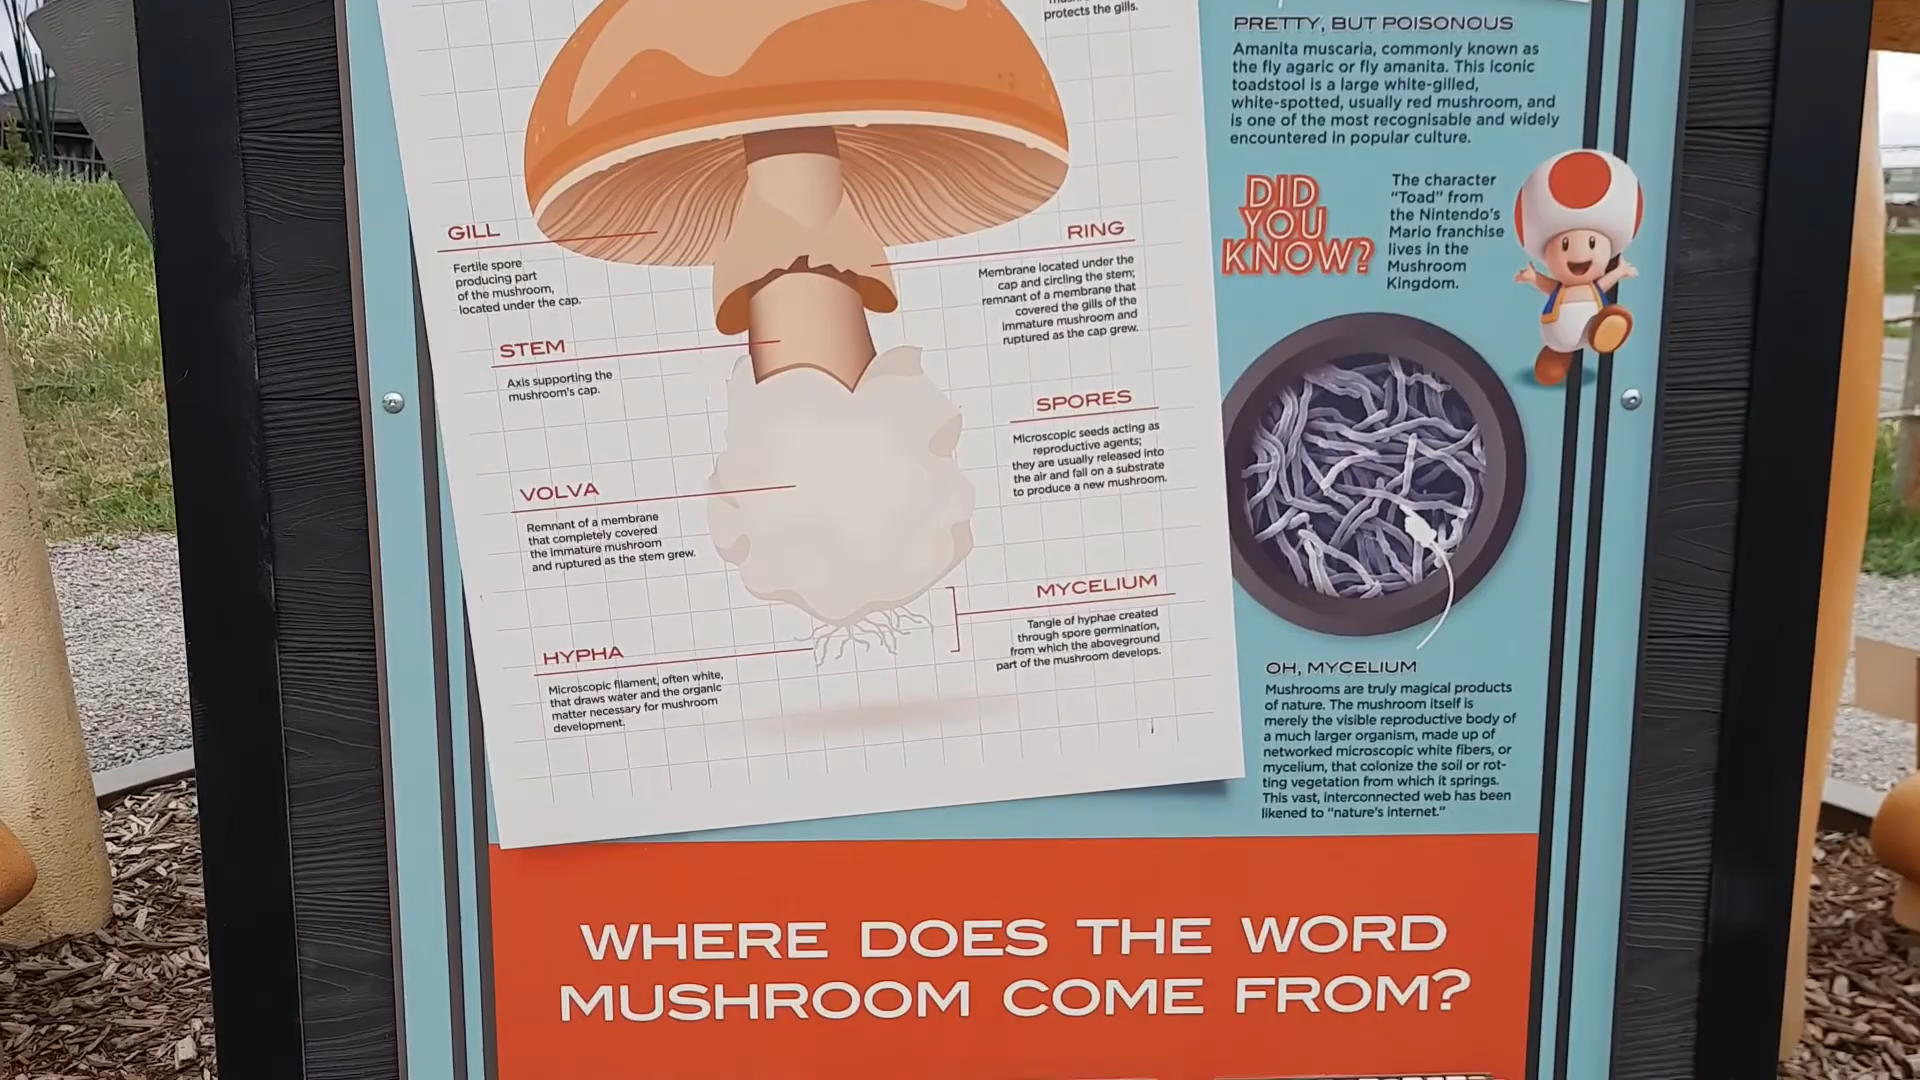 protects the gills.
GILL
Fertile spore
producing part
of the mushroom,
located under the cap.
STEM
Axis supporting the
mushroom's cap.
VOLVA
Remnant of a membrane
that completely covered
the immature mushroom
and ruptured as the stem grew.
HYPHA
Microscopic filament, often white,
that draws water and the organic
matter necessary for mushroom
development.
RING
Membrane located under the
cap and circling the stem;
remnant of a membrane that
covered the gills of the
immature mushroom and
ruptured as the cap grew.
SPORES
Microscopic seeds acting as
reproductive agents;
they are usually released into
the air and fall on a substrate
to produce a new mushroom.
MYCELIUM
Tangle of hyphae created
through spore germination,
from which the aboveground
part of the mushroom develops.
PRETTY, BUT POISONOUS
Amanita muscaria, commonly known as
the fly agaric or fly amanita. This iconic
toadstool is a large white-gilled,
white-spotted, usually red mushroom, and
is one of the most recognisable and widely
encountered in popular culture.
DID
YOU
KNOW?
The character
"Toad" from
the Nintendo's
Mario franchise
lives in the
Mushroom
Kingdom.
OH, MYCELIUM
Mushrooms are truly magical products
of nature. The mushroom itself is
merely the visible reproductive body of
a much larger organism, made up of
networked microscopic white fibers, or
mycelium, that colonize the soil or rot-
ting vegetation from which it springs.
This vast, interconnected web has been
likened to "nature's internet."
WHERE DOES THE WORD
MUSHROOM COME FROM?